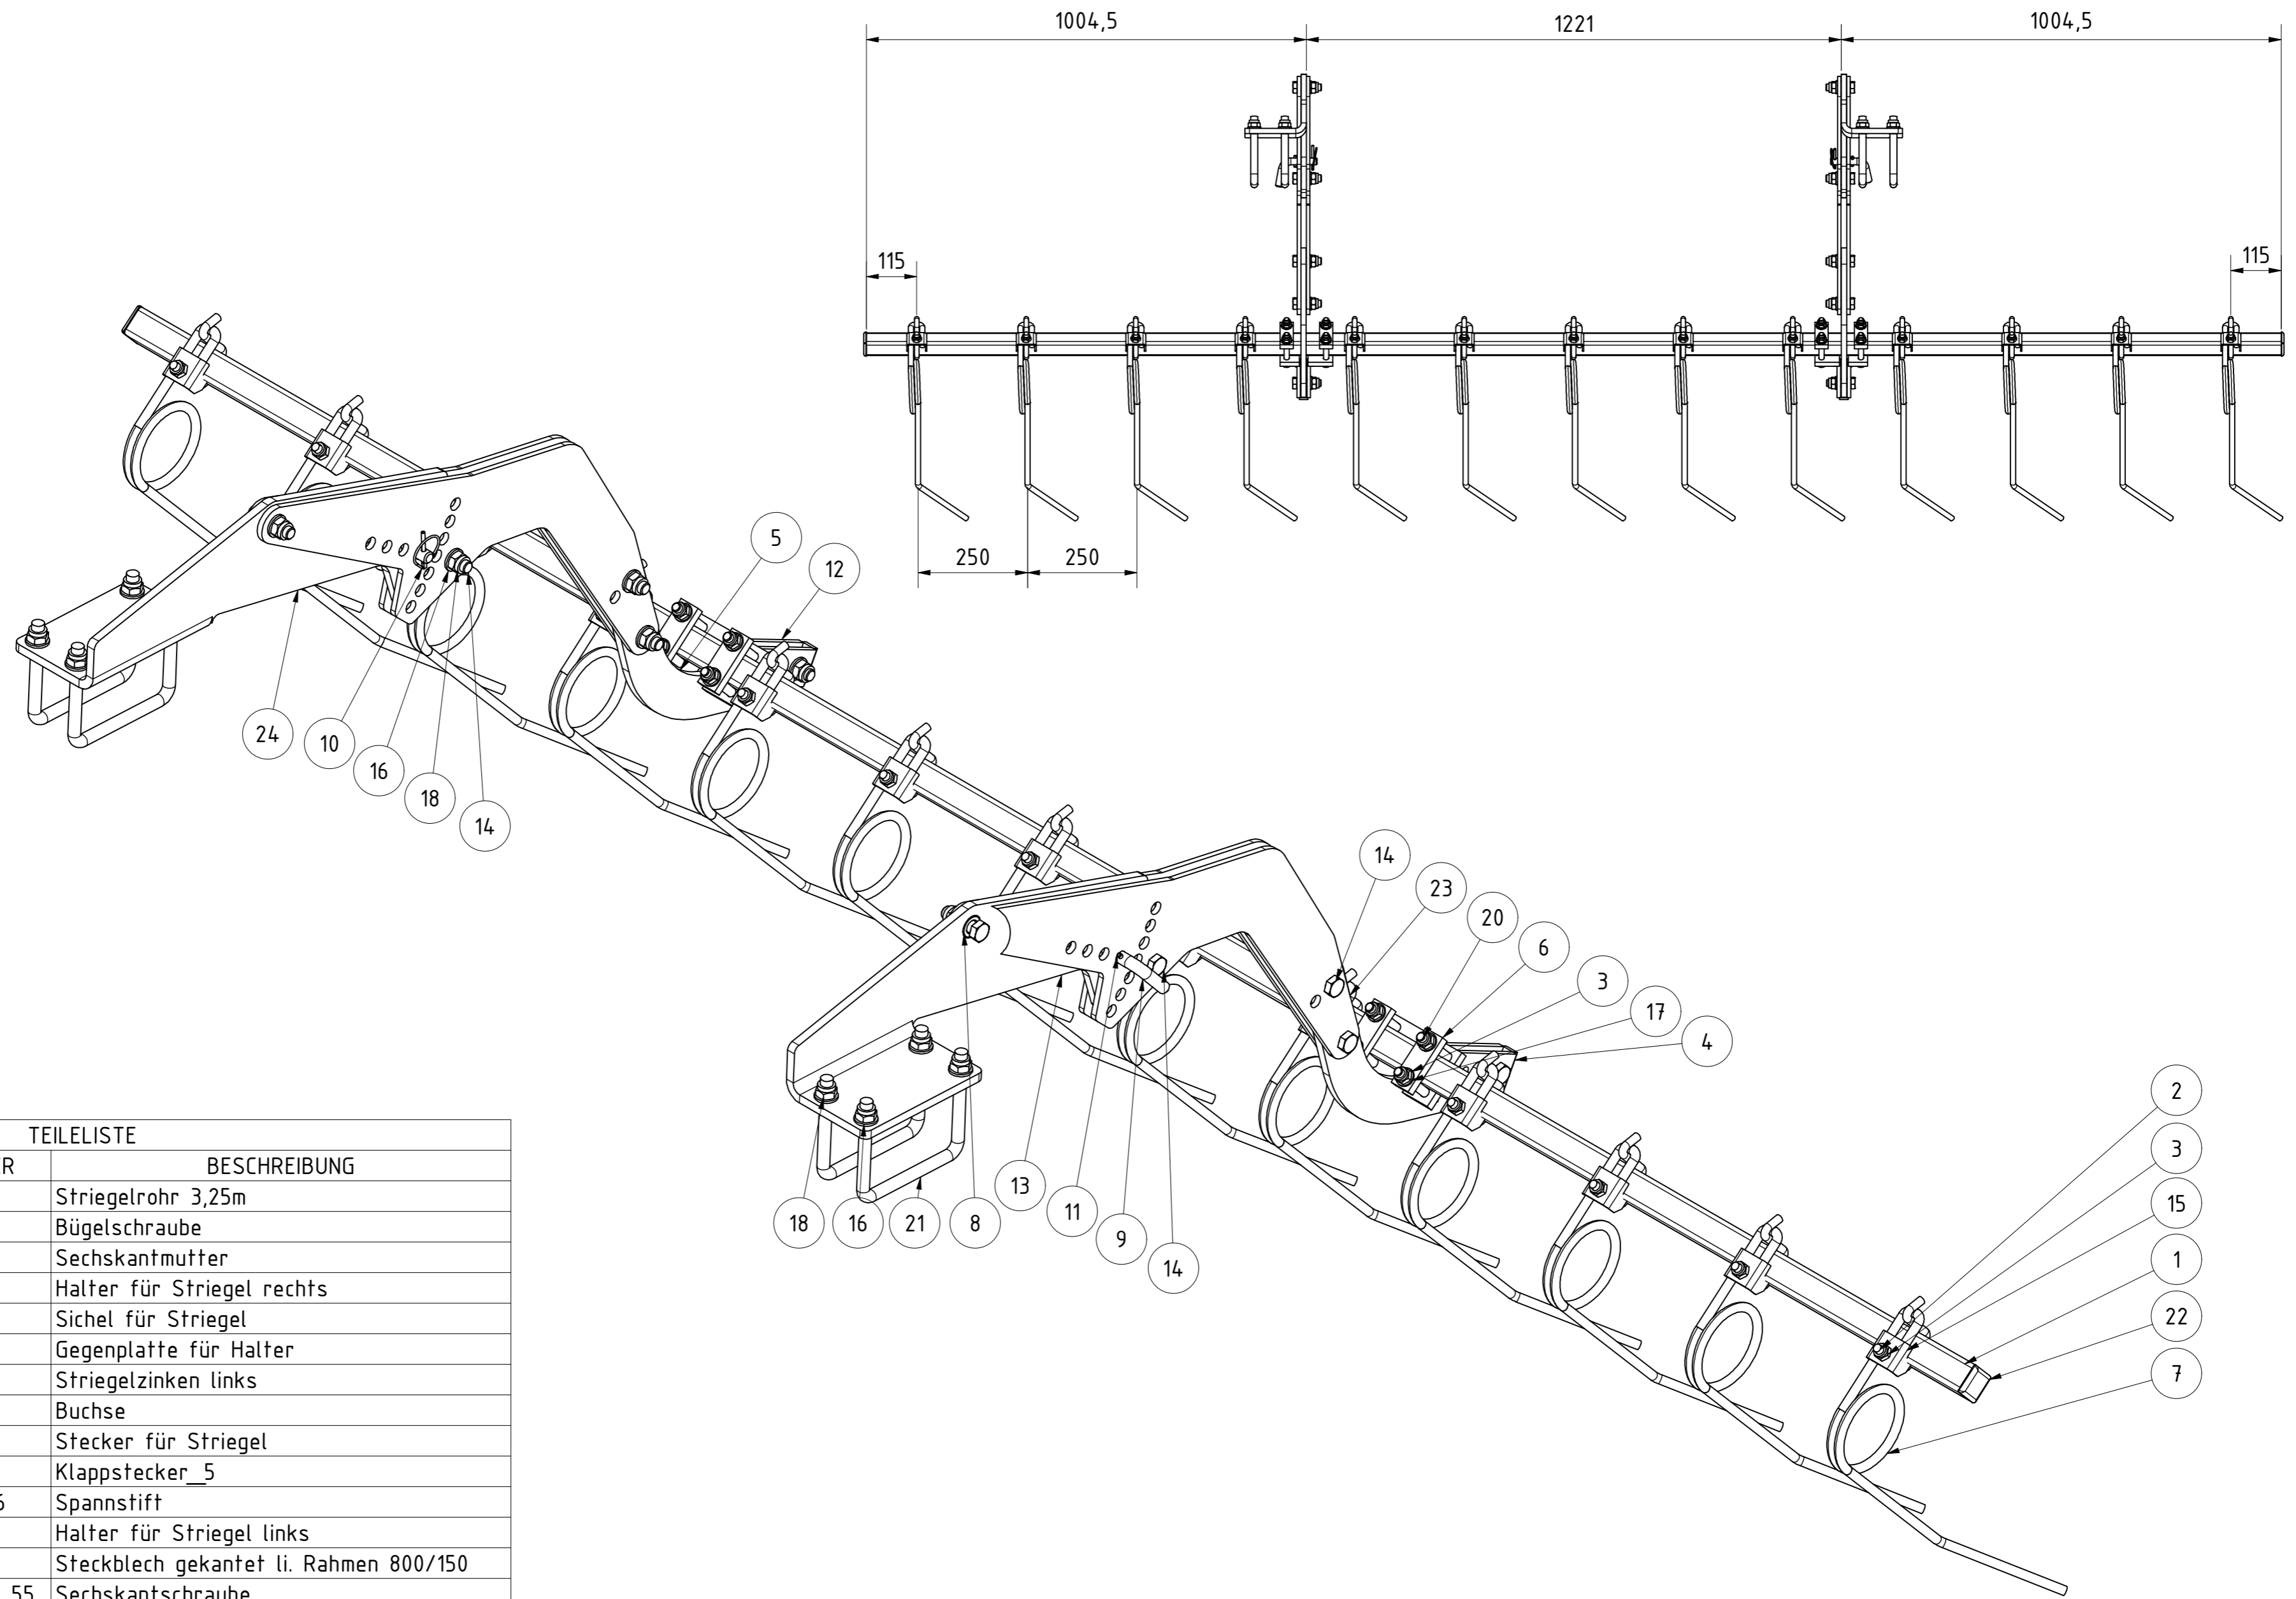 1004,5
1221
1004,5
115
115
250
250
5
12
24
10
16
18
14
14
23
20
6
3
17
4
18
16
21
8
13
11
9
14
2
3
15
1
22
7
TEILELISTE
ER BESCHREIBUNG
Striegelrohr 3,25m
Bügelschraube
Sechskantmutter
Halter für Striegel rechts
Sichel für Striegel
Gegenplatte für Halter
Striegelzinken links
Buchse
Stecker für Striegel
Klappstecker_5
6 Spannstift
Halter für Striegel links
Steckblech gekantet li. Rahmen 800/150
55 Sechskantschraube